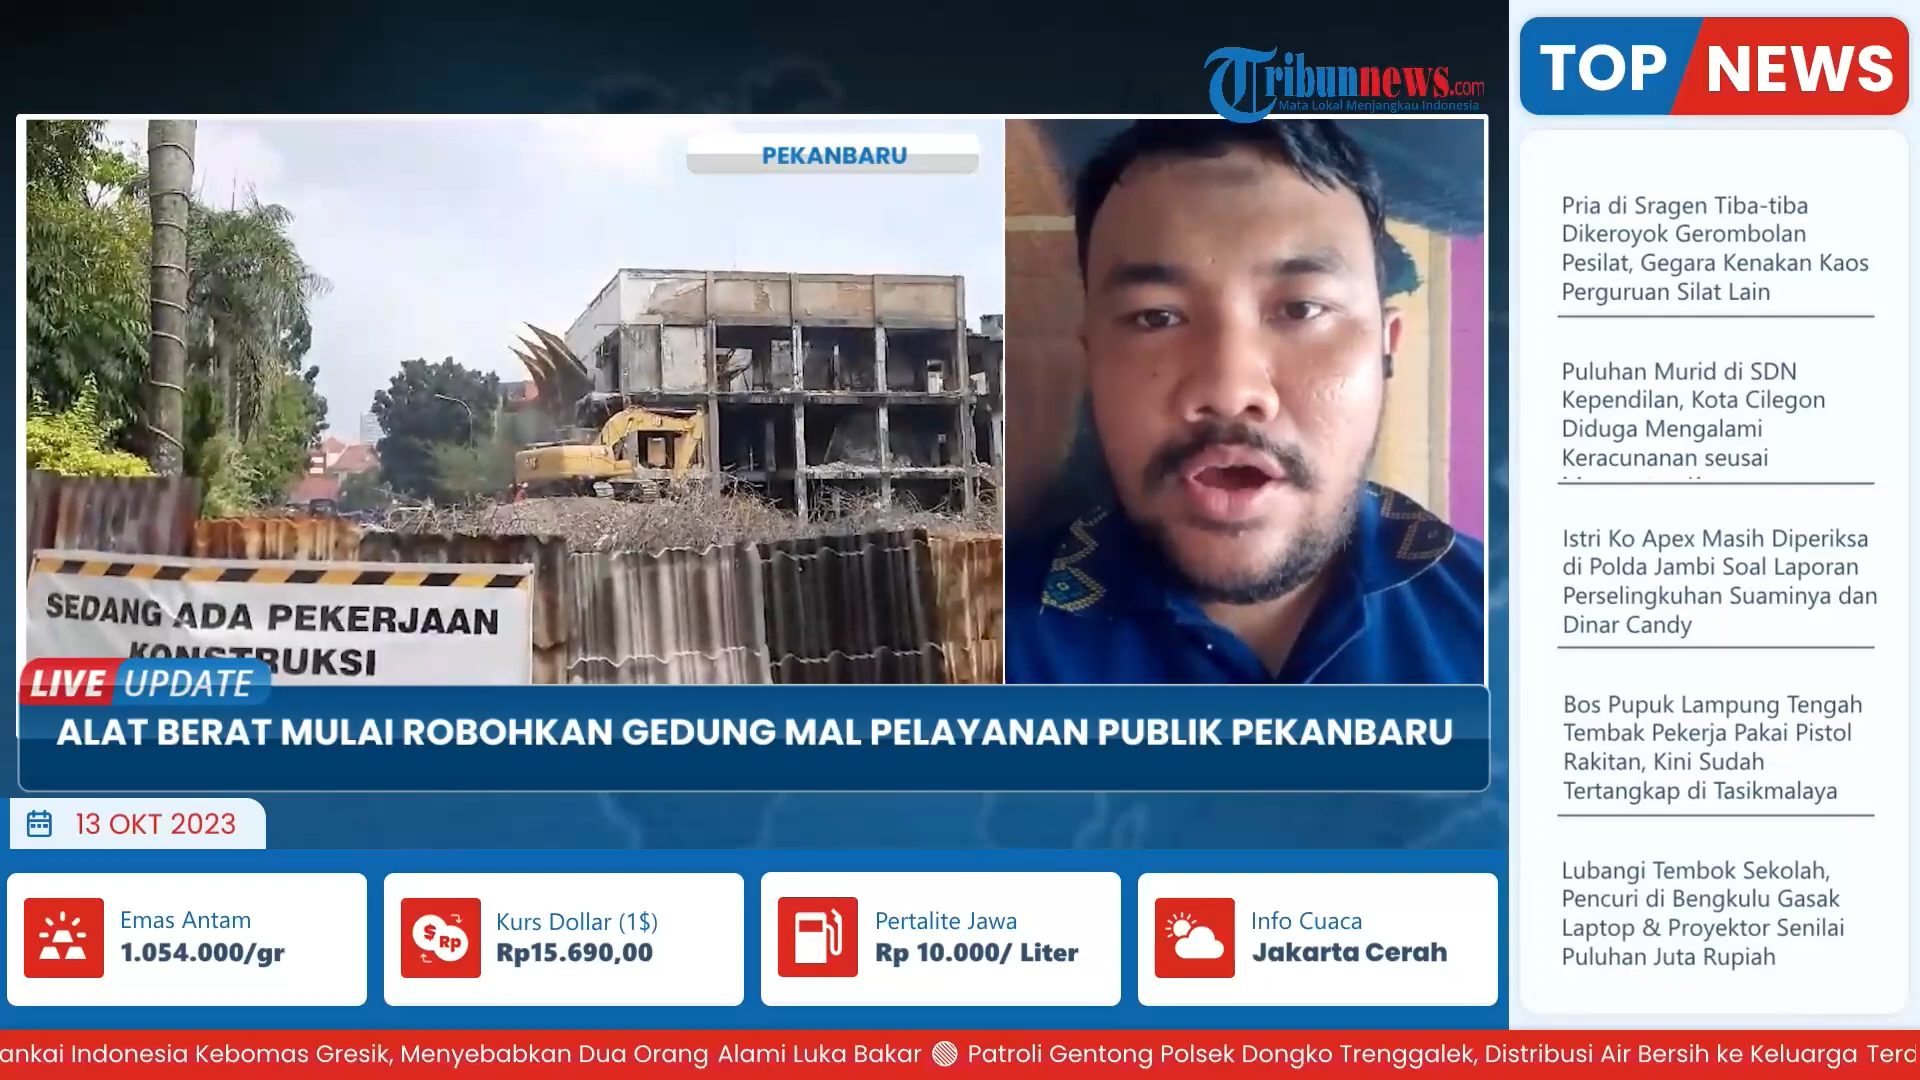 Tribunnews.com
Mata Lokal Menjangkau Indonesia
TOP NEWS
PEKANBARU
SEDANG ADA PEKERJAAN
KONSTRUKSI
LIVE UPDATE
ALAT BERAT MULAI ROBOHKAN GEDUNG MAL PELAYANAN PUBLIK PEKANBARU
13 OKT 2023
Emas Antam
1.054.000/gr
Kurs Dollar (1$)
Rp15.690,00
Pertalite Jawa
Rp 10.000/ Liter
Info Cuaca
Jakarta Cerah
Pria di Sragen Tiba-tiba
Dikeroyok Gerombolan
Pesilat, Gegara Kenakan Kaos
Perguruan Silat Lain
Puluhan Murid di SDN
Kependilan, Kota Cilegon
Diduga Mengalami
Keracunanan seusai
Istri Ko Apex Masih Diperiksa
di Polda Jambi Soal Laporan
Perselingkuhan Suaminya dan
Dinar Candy
Bos Pupuk Lampung Tengah
Tembak Pekerja Pakai Pistol
Rakitan, Kini Sudah
Tertangkap di Tasikmalaya
Lubangi Tembok Sekolah,
Pencuri di Bengkulu Gasak
Laptop & Proyektor Senilai
Puluhan Juta Rupiah
ankai Indonesia Kebomas Gresik, Menyebabkan Dua Orang Alami Luka Bakar Patroli Gentong Polsek Dongko Trenggalek, Distribusi Air Bersih ke Keluarga Terd